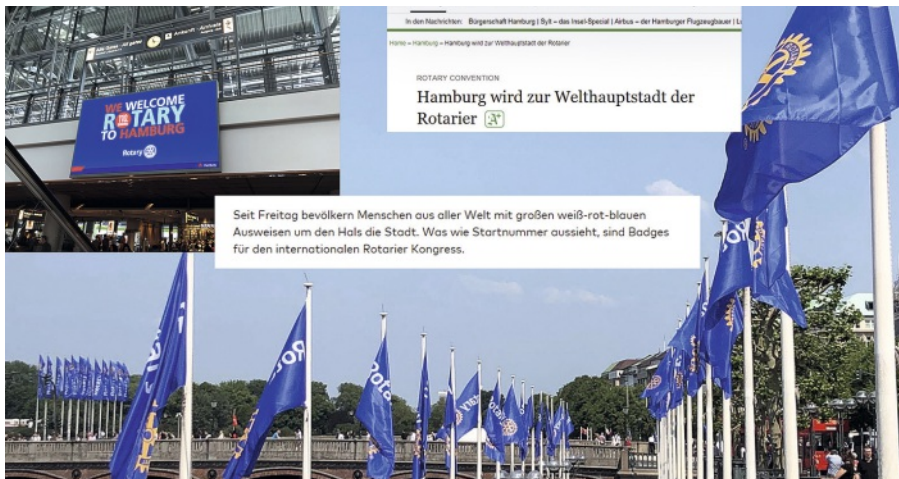 In den Nachrichten: Bürgerschaft Hamburg | Sylt – das Insel-Special | Airbus – der Hamburger Flugzeugbauer |
Home – Hamburg – Hamburg wird zur Welthauptstadt der Rotarier
ROTARY CONVENTION
Hamburg wird zur Welthauptstadt der
Rotarier
WE WELCOME
ROTARY
TO HAMBURG
Rotary
Seit Freitag bevölkern Menschen aus aller Welt mit großen weiß-rot-blauen
Ausweisen um den Hals die Stadt. Was wie Startnummer aussieht, sind Badges
für den internationalen Rotarier Kongress.
Rotary